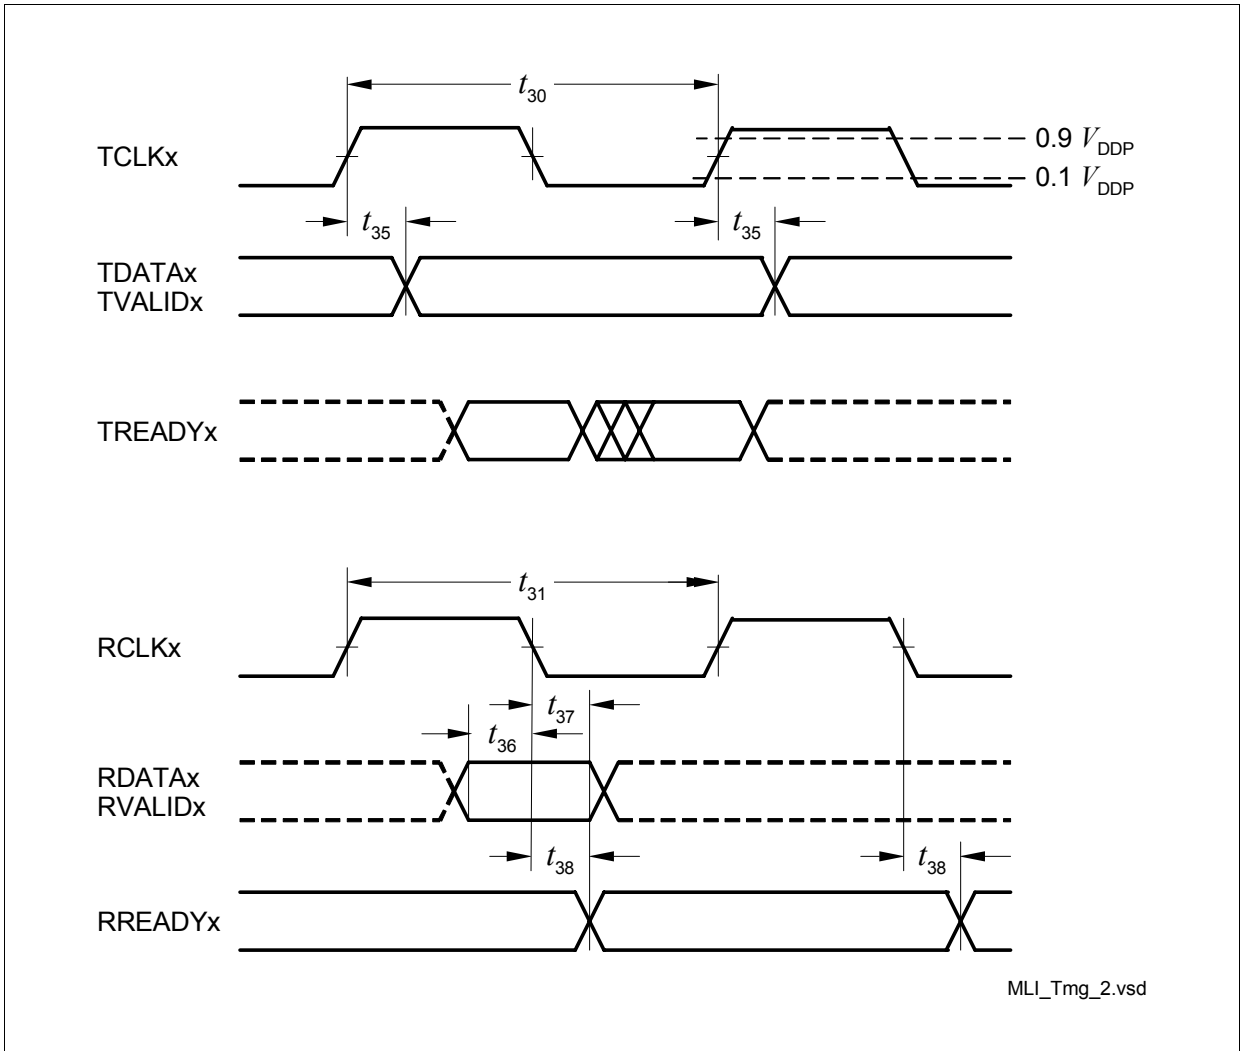 t30
TCLKx
0.9 VDDP
0.1 VDDP
t35
t35
TDATAx
TVALIDx
TREADYx
t31
RCLKx
t37
t36
RDATAx
RVALIDx
t38
t38
RREADYx
MLI_Tmg_2.vsd